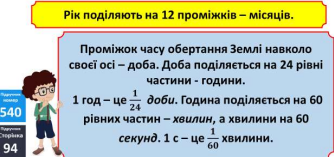 Рік поділяють на 12 проміжків – місяців.
Проміжок часу обертання Землі навколо
своєї осі – доба. Доба поділяється на 24 рівні
частини - години.
1 год – це 1/24 доби. Година поділяється на 60
рівних частин – хвилин, а хвилини на 60
секунд. 1 с – це 1/60 хвилини.
Підручник
номер
540
Підручник
Сторінка
94